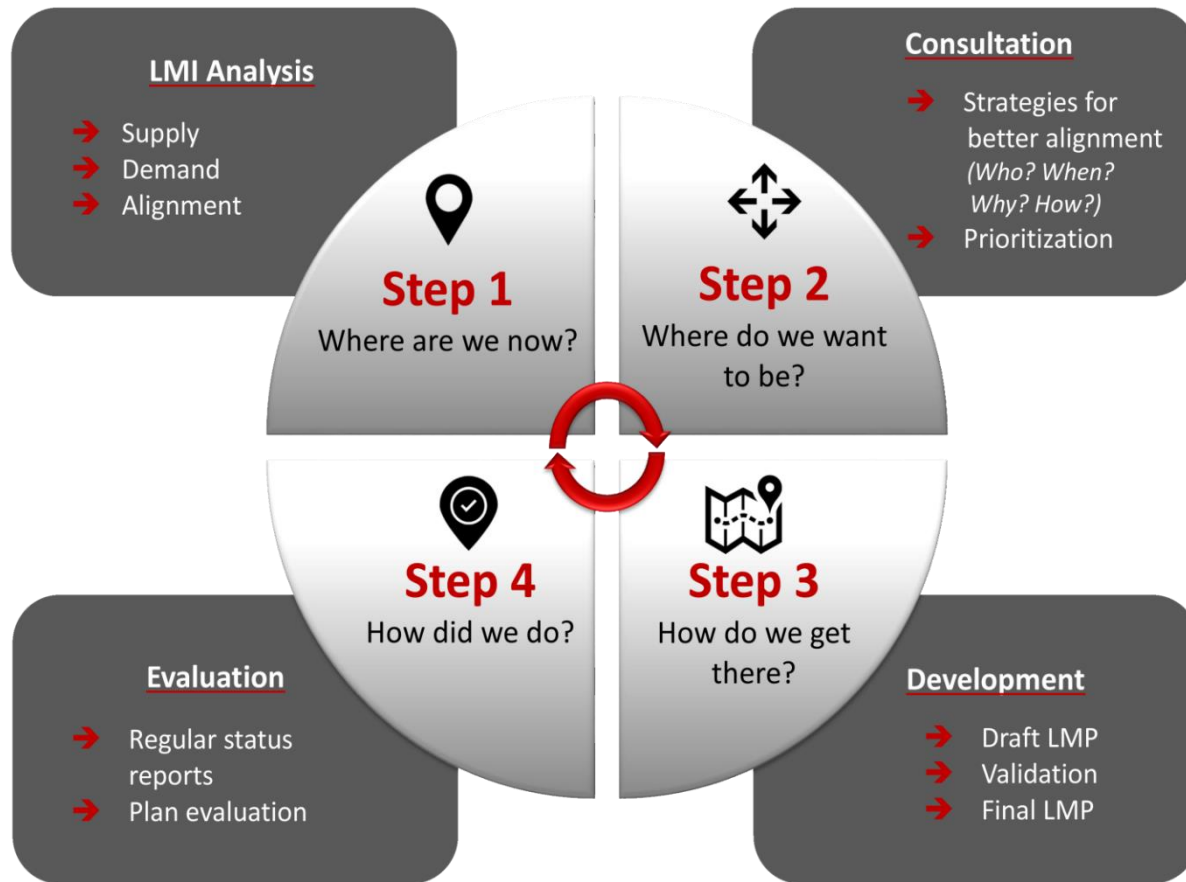 LMI Analysis
Supply
Demand
Alignment
Step 1
Where are we now?
Consultation
Strategies for
better alignment
(Who? When?
Why? How?)
Prioritization
Step 2
Where do we want
to be?
Step 3
How do we get
there?
Development
Draft LMP
Validation
Final LMP
Step 4
How did we do?
Evaluation
Regular status
reports
Plan evaluation